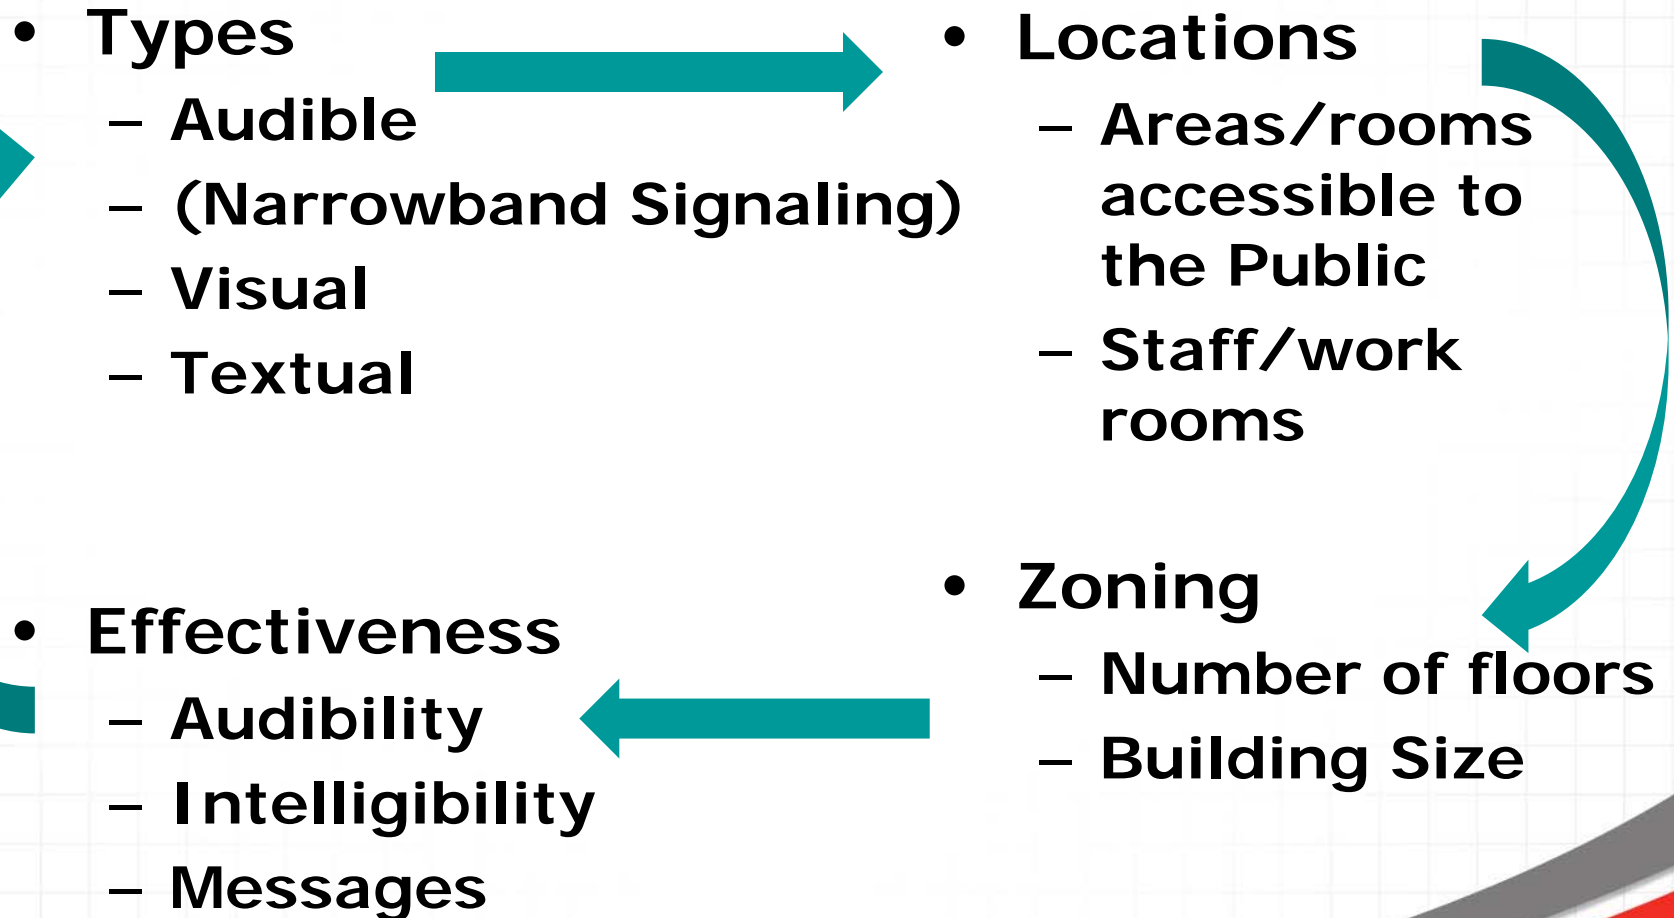 • Types
– Audible
– (Narrowband Signaling)
– Visual
– Textual
• Locations
– Areas/rooms
accessible to
the Public
– Staff/work
rooms
• Zoning
– Number of floors
– Building Size
• Effectiveness
– Audibility
– Intelligibility
– Messages